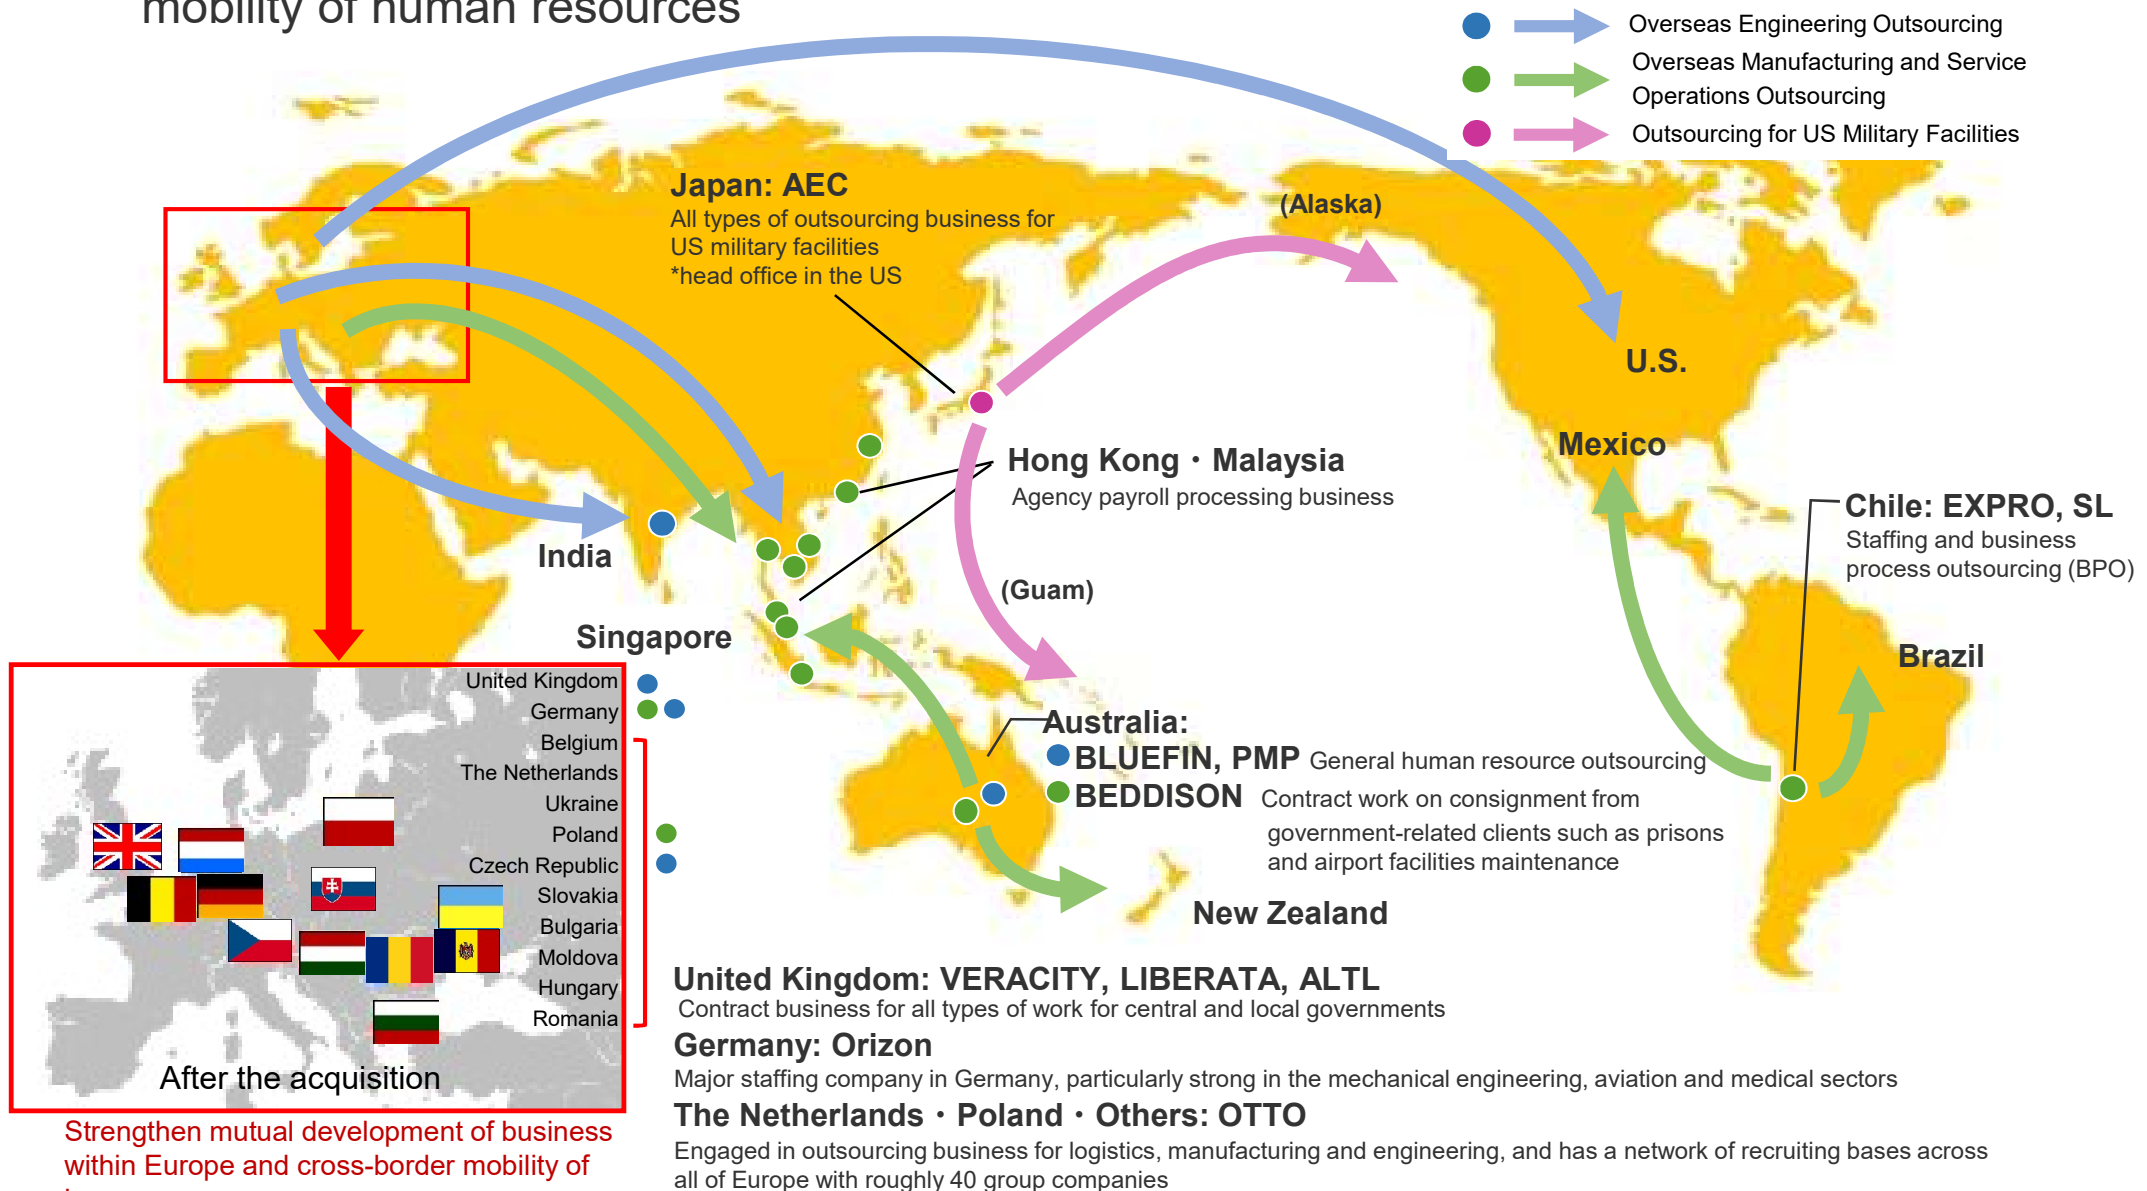 mobility of human resources
Overseas Engineering Outsourcing
Overseas Manufacturing and Service
Operations Outsourcing
Outsourcing for US Military Facilities
Japan: AEC
All types of outsourcing business for
US military facilities
*head office in the US
(Alaska)
U.S.
Mexico
Hong Kong・Malaysia
Agency payroll processing business
Chile: EXPRO, SL
Staffing and business
process outsourcing (BPO)
India
(Guam)
Singapore
Brazil
Australia:
BLUEFIN, PMP General human resource outsourcing
BEDDISON Contract work on consignment from
government-related clients such as prisons
and airport facilities maintenance
New Zealand
United Kingdom
Germany
Belgium
The Netherlands
Ukraine
Poland
Czech Republic
Slovakia
Bulgaria
Moldova
Hungary
Romania
After the acquisition
Strengthen mutual development of business
within Europe and cross-border mobility of
United Kingdom: VERACITY, LIBERATA, ALTL
Contract business for all types of work for central and local governments
Germany: Orizon
Major staffing company in Germany, particularly strong in the mechanical engineering, aviation and medical sectors
The Netherlands・Poland・Others: OTTO
Engaged in outsourcing business for logistics, manufacturing and engineering, and has a network of recruiting bases across
all of Europe with roughly 40 group companies